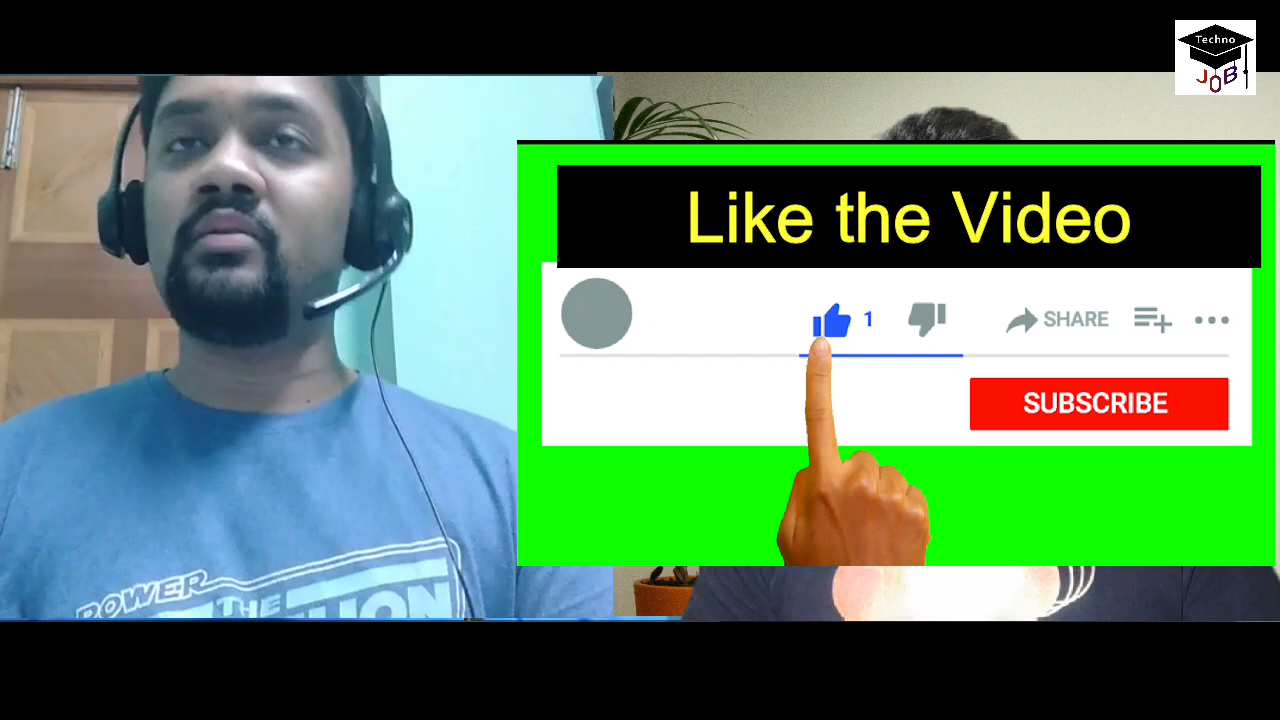 Techno
JOB
Like the Video
1
SHARE
SUBSCRIBE
POWER
THE